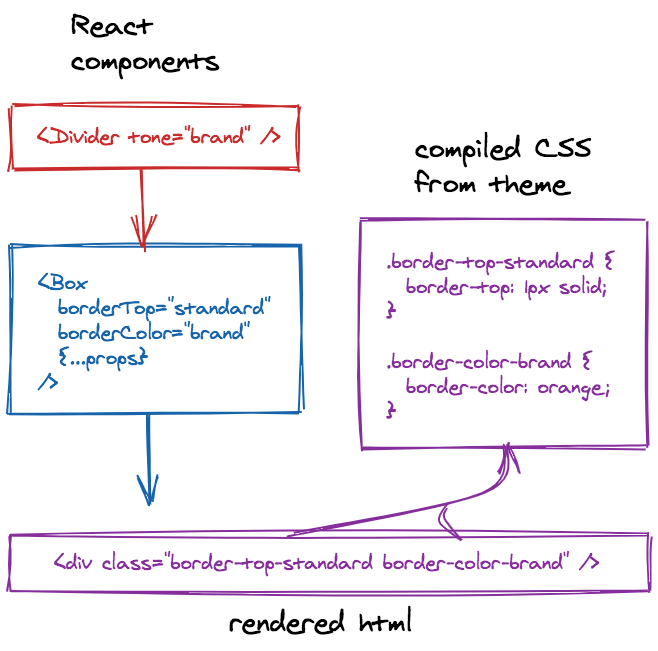 React
components
<Divider tone="brand" />
<Box
borderTop="standard"
borderColor="brand"
{...props}
/>
compiled CSS
from theme
.border-top-standard {
border-top: 1px solid;
}
.border-color-brand {
border-color: orange;
}
<div class="border-top-standard border-color-brand" />
rendered html